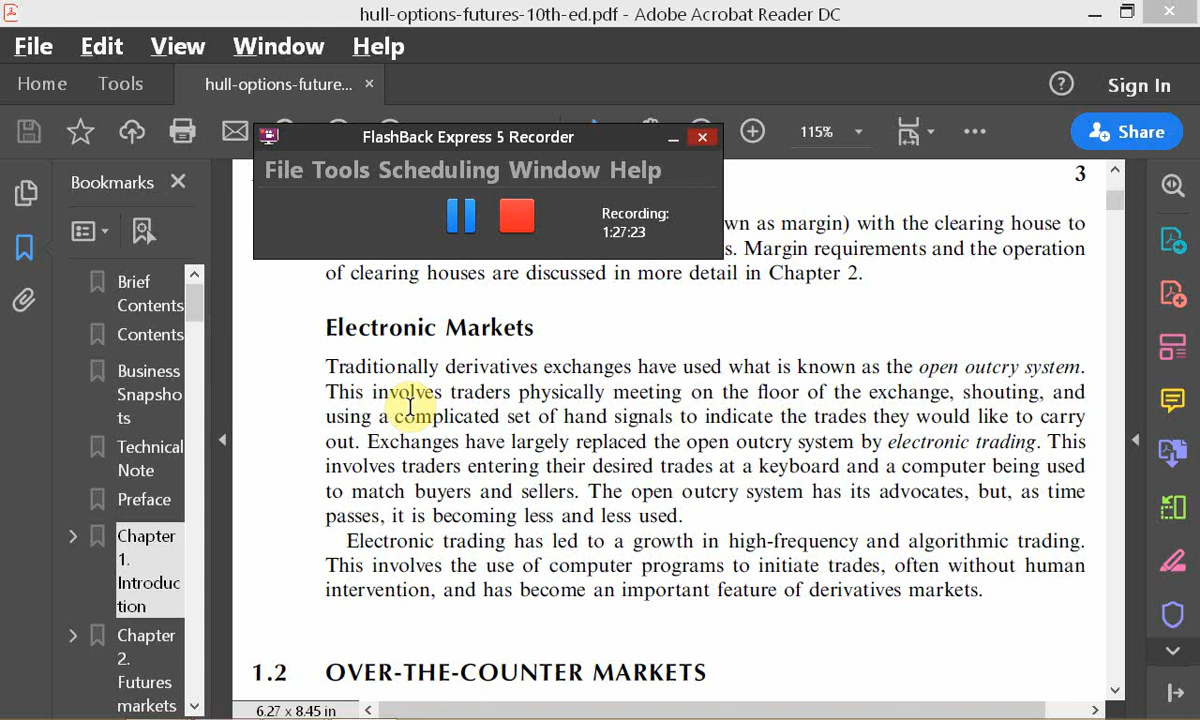 hull-options-futures-10th-ed.pdf - Adobe Acrobat Reader DC
File Edit View Window Help
Home Tools hull-options-future... × Sign In
115% Share
FlashBack Express 5 Recorder
File Tools Scheduling Window Help
Recording:
1:27:23
Bookmarks
Brief
Contents
Contents
Business
Snapsho
ts
Technical
Note
Preface
Chapter
1.
Introduc
tion
Chapter
2.
Futures
markets
3
wn as margin) with the clearing house to
s. Margin requirements and the operation
of clearing houses are discussed in more detail in Chapter 2.
Electronic Markets
Traditionally derivatives exchanges have used what is known as the open outcry system.
This involves traders physically meeting on the floor of the exchange, shouting, and
using a complicated set of hand signals to indicate the trades they would like to carry
out. Exchanges have largely replaced the open outcry system by electronic trading. This
involves traders entering their desired trades at a keyboard and a computer being used
to match buyers and sellers. The open outcry system has its advocates, but, as time
passes, it is becoming less and less used.
Electronic trading has led to a growth in high-frequency and algorithmic trading.
This involves the use of computer programs to initiate trades, often without human
intervention, and has become an important feature of derivatives markets.
1.2 OVER-THE-COUNTER MARKETS
6.27 x 8.45 in